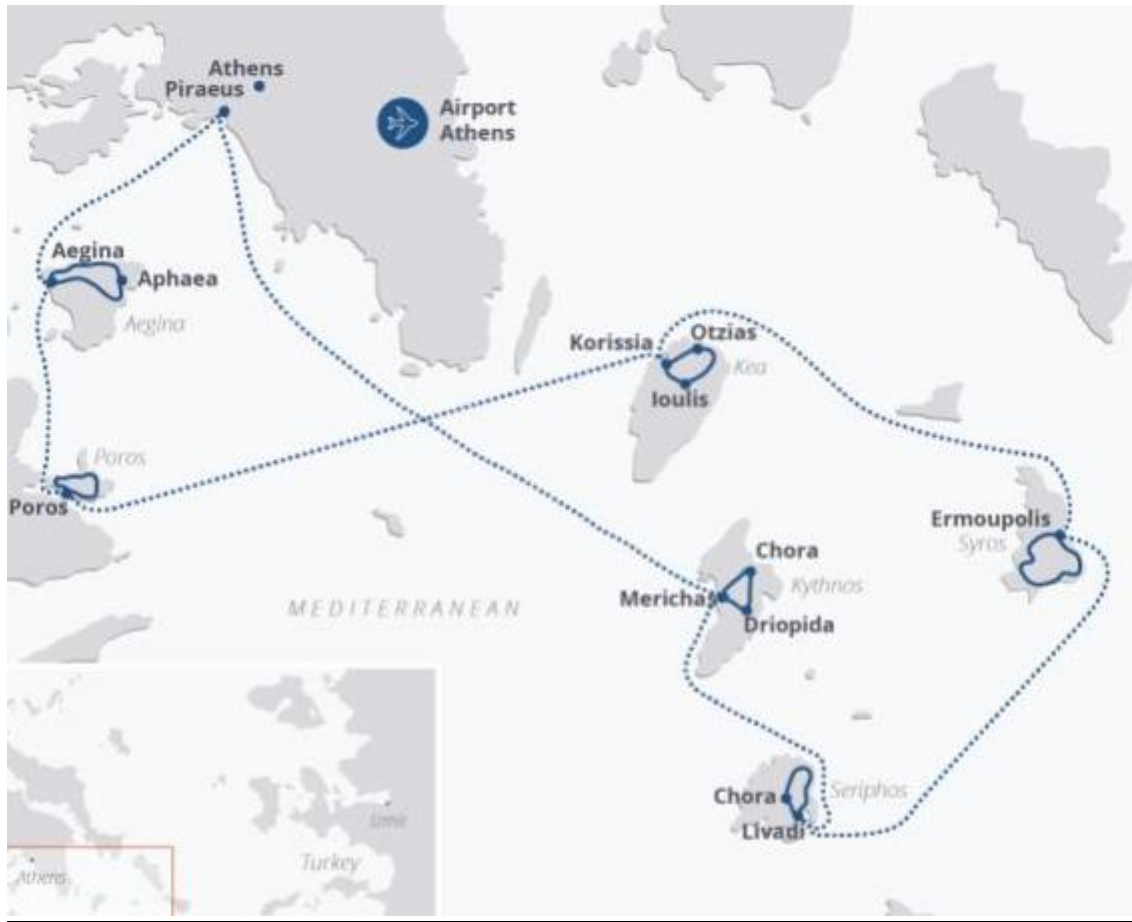 Athens
Piraeus
Airport
Athens
Aegina
Aphaea
Aegina
Korissia
Otzias
Kea
Ioulis
Poros
Poros
Ermoupolis
Syros
Chora
Kythnos
Merichas
Driopida
MEDITERRANEAN
Chora
Seriphos
Livadi
Izmir
Turkey
Athens